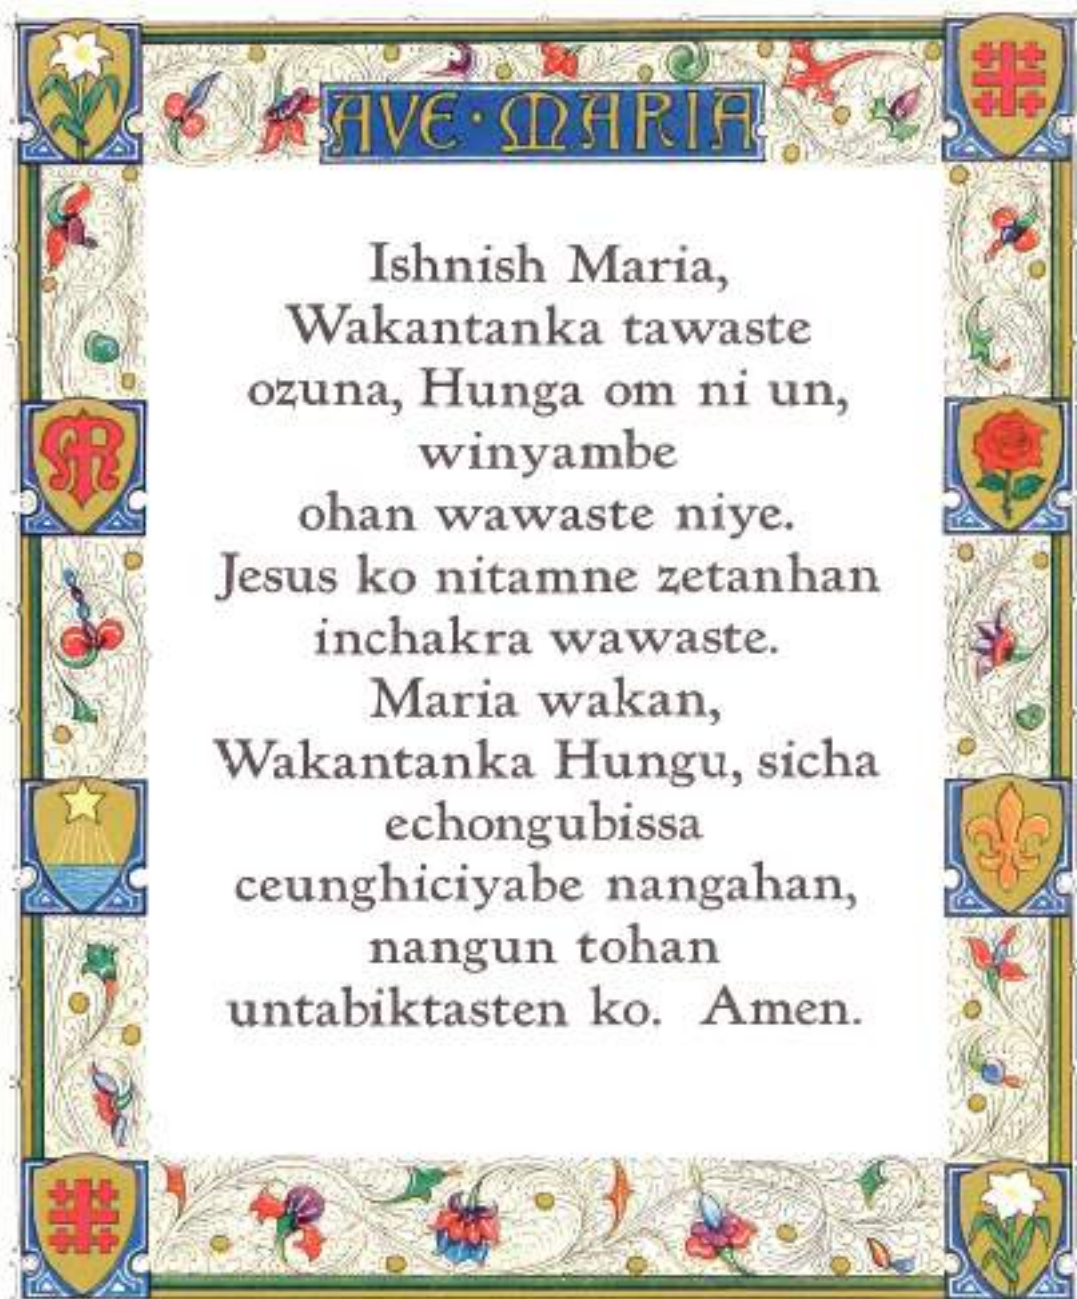 AVE · MARIA
Ishnish Maria,
Wakantanka tawaste
ozuna, Hunga om ni un,
winyambe
ohan wawaste niye.
Jesus ko nitamne zetanhan
inchakra wawaste.
Maria wakan,
Wakantanka Hungu, sicha
echongubissa
ceunghiciyabe nangahan,
nangun tohan
untabiktasten ko.  Amen.